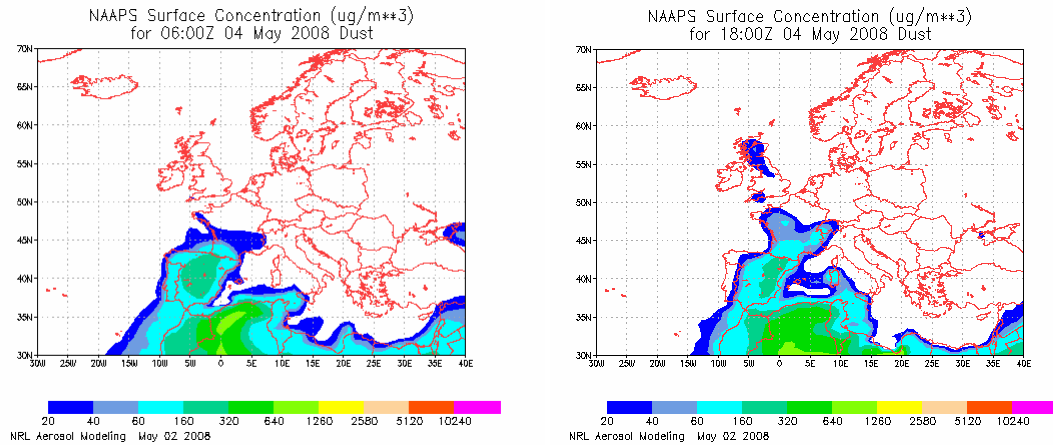 NAAPS Surface Concentration (ug/m**3)
for 06:00Z 04 May 2008 Dust
70N
65N
60N
55N
50N
45N
40N
35N
30N
30W 25W 20W 15W 10W 5W 0 5E 10E 15E 20E 25E 30E 35E 40E
20 40 60 160 320 640 1260 2580 5120 10240
NRL Aerosol Modeling May 02 2008
NAAPS Surface Concentration (ug/m**3)
for 18:00Z 04 May 2008 Dust
70N
65N
60N
55N
50N
45N
40N
35N
30N
30W 25W 20W 15W 10W 5W 0 5E 10E 15E 20E 25E 30E 35E 40E
20 40 60 160 320 640 1260 2580 5120 10240
NRL Aerosol Modeling May 02 2008